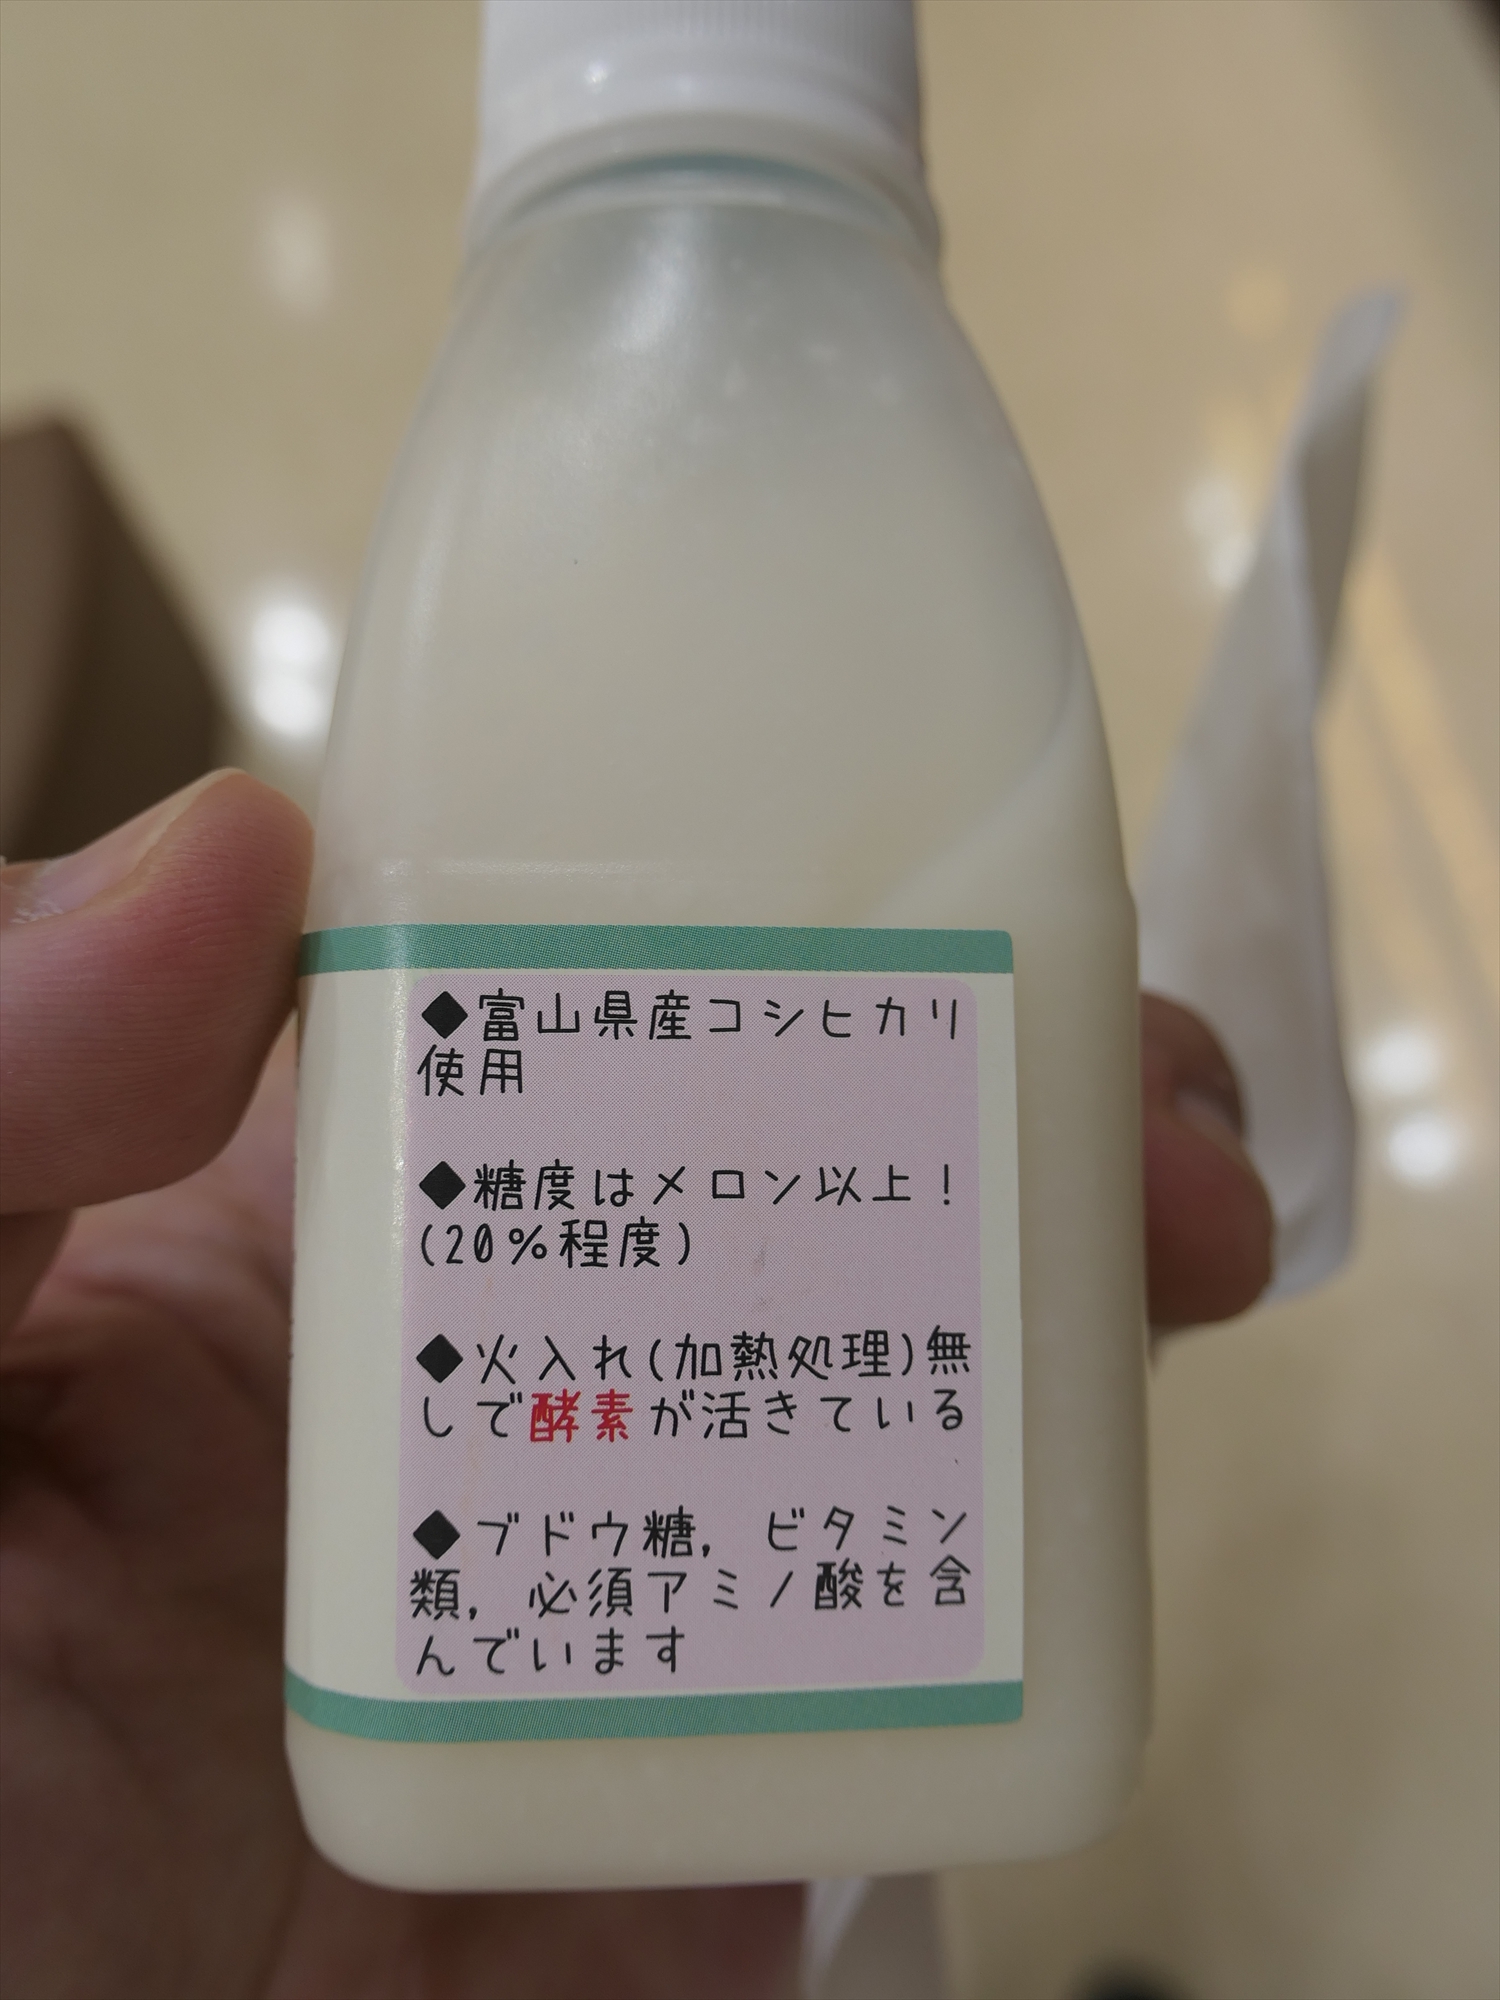 ◆富山県産コシヒカリ
使用
◆糖度はメロン以上！
(20％程度)
◆火入れ(加熱処理)無
しで酵素が活きている
◆ブドウ糖，ビタミン
類，必須アミノ酸を含
んでいます